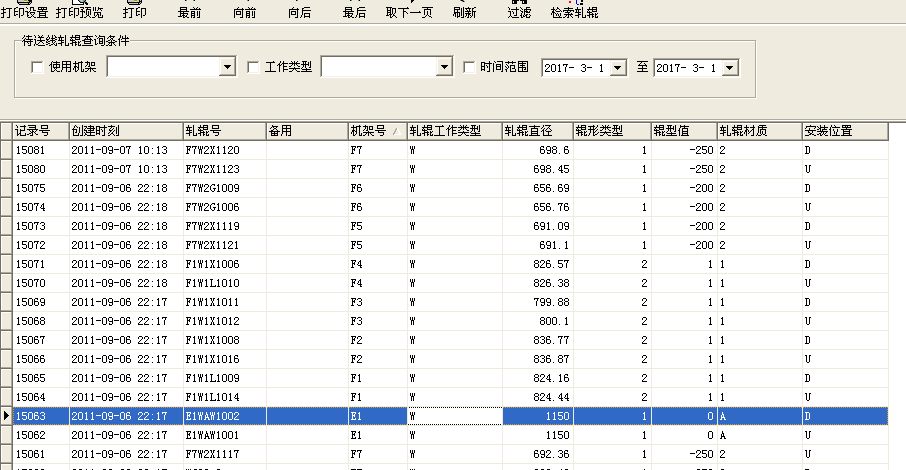 打印设置 打印预览 打印 最前 向前 向后 最后 取下一页 刷新 过滤 检索轧辊
待送线轧辊查询条件
使用机架 工作类型 时间范围 2017- 3- 1 至 2017- 3- 1
记录号 创建时刻 轧辊号 备用 机架号 轧辊工作类型 轧辊直径 辊形类型 辊型值 轧辊材质 安装位置
15081 2011-09-07 10:13 F7W2X1120 F7 W 698.6 1 -250 2 D
15080 2011-09-07 10:13 F7W2X1123 F7 W 698.45 1 -250 2 U
15075 2011-09-06 22:18 F7W2G1009 F6 W 656.69 1 -200 2 D
15074 2011-09-06 22:18 F7W2G1006 F6 W 656.76 1 -200 2 U
15073 2011-09-06 22:18 F7W2X1119 F5 W 691.09 1 -200 2 D
15072 2011-09-06 22:18 F7W2X1121 F5 W 691.1 1 -200 2 U
15071 2011-09-06 22:18 F1W1X1006 F4 W 826.57 2 1 1 D
15070 2011-09-06 22:18 F1W1L1010 F4 W 826.38 2 1 1 U
15069 2011-09-06 22:17 F1W1X1011 F3 W 799.88 2 1 1 D
15068 2011-09-06 22:17 F1W1X1012 F3 W 800.1 2 1 1 U
15067 2011-09-06 22:17 F1W1X1008 F2 W 836.77 2 1 1 D
15066 2011-09-06 22:17 F1W1X1016 F2 W 836.87 2 1 1 U
15065 2011-09-06 22:17 F1W1L1009 F1 W 824.16 2 1 1 D
15064 2011-09-06 22:17 F1W1L1014 F1 W 824.44 2 1 1 U
15063 2011-09-06 22:17 E1WAW1002 E1 W 1150 1 0 A D
15062 2011-09-06 22:17 E1WAW1001 E1 W 1150 1 0 A U
15061 2011-09-06 22:17 F7W2X1117 F7 W 692.36 1 -250 2 U